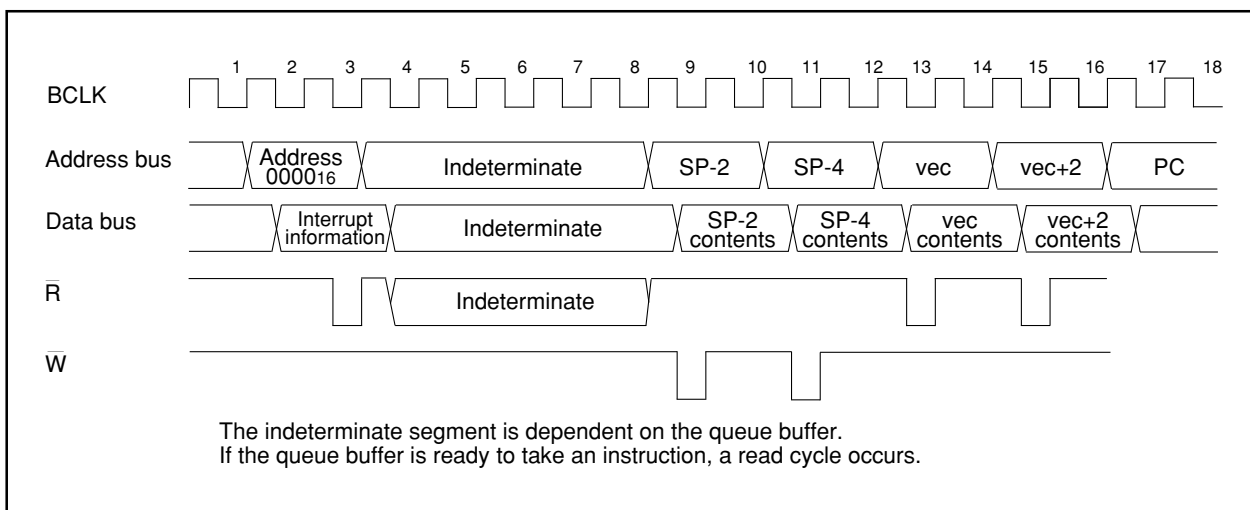 1 2 3 4 5 6 7 8 9 10 11 12 13 14 15 16 17 18
BCLK
Address bus
Address
000016
Indeterminate
SP-2
SP-4
vec
vec+2
PC
Data bus
Interrupt
information
Indeterminate
SP-2
contents
SP-4
contents
vec
contents
vec+2
contents
R
Indeterminate
W
The indeterminate segment is dependent on the queue buffer.
If the queue buffer is ready to take an instruction, a read cycle occurs.